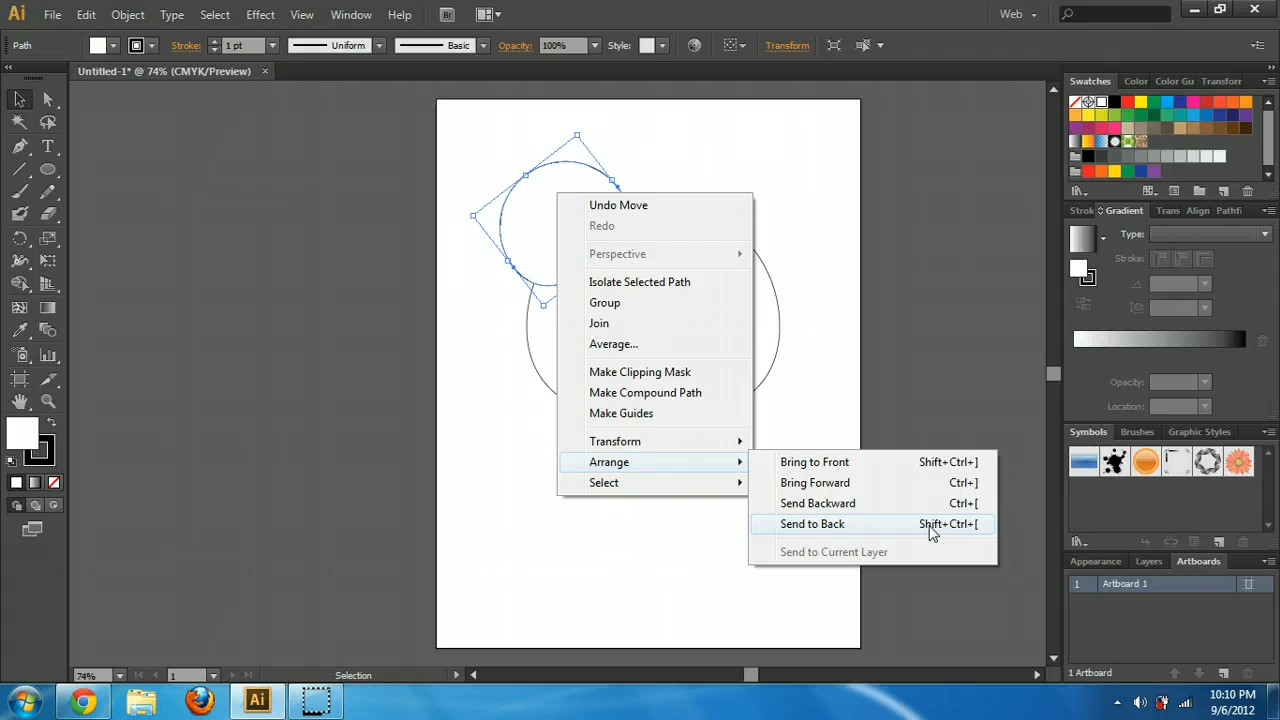 Ai File Edit Object Type Select Effect View Window Help Br Web
Path Stroke: 1 pt Uniform Basic Opacity: 100% Style: Transform
Untitled-1* @ 74% (CMYK/Preview) ×
Swatches Color Color Gu Transform
Undo Move
Redo
Perspective
Isolate Selected Path
Group
Join
Average...
Make Clipping Mask
Make Compound Path
Make Guides
Transform
Arrange
Select
Bring to Front Shift+Ctrl+]
Bring Forward Ctrl+]
Send Backward Ctrl+[
Send to Back Shift+Ctrl+[
Send to Current Layer
Strok Gradient Trans Align Pathfi
Type:
Stroke:
Opacity:
Location:
Symbols Brushes Graphic Styles
Appearance Layers Artboards
1 Artboard 1
1 Artboard
74% 1 Selection
Ai
10:10 PM
9/6/2012